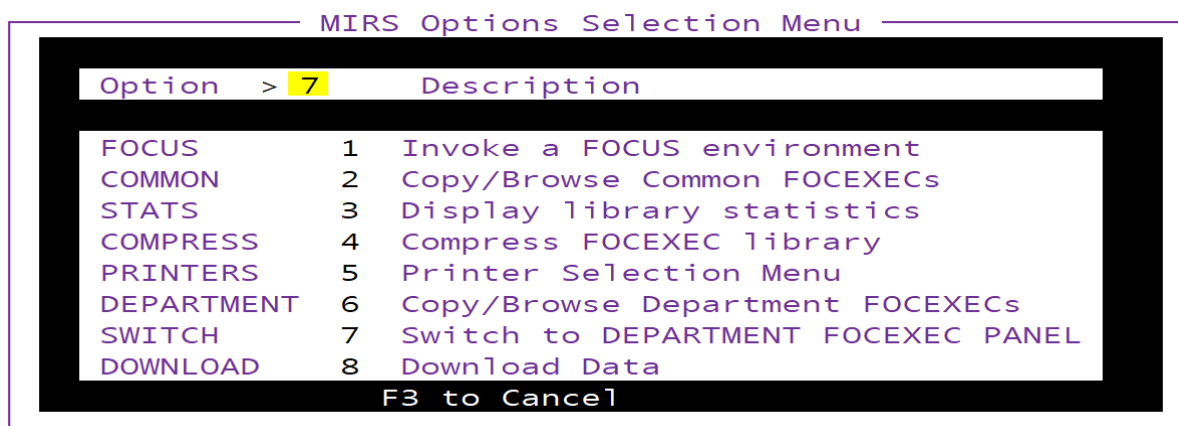 MIRS Options Selection Menu
Option > 7 Description
FOCUS 1 Invoke a FOCUS environment
COMMON 2 Copy/Browse Common FOCEXECs
STATS 3 Display library statistics
COMPRESS 4 Compress FOCEXEC library
PRINTERS 5 Printer Selection Menu
DEPARTMENT 6 Copy/Browse Department FOCEXECs
SWITCH 7 Switch to DEPARTMENT FOCEXEC PANEL
DOWNLOAD 8 Download Data
F3 to Cancel